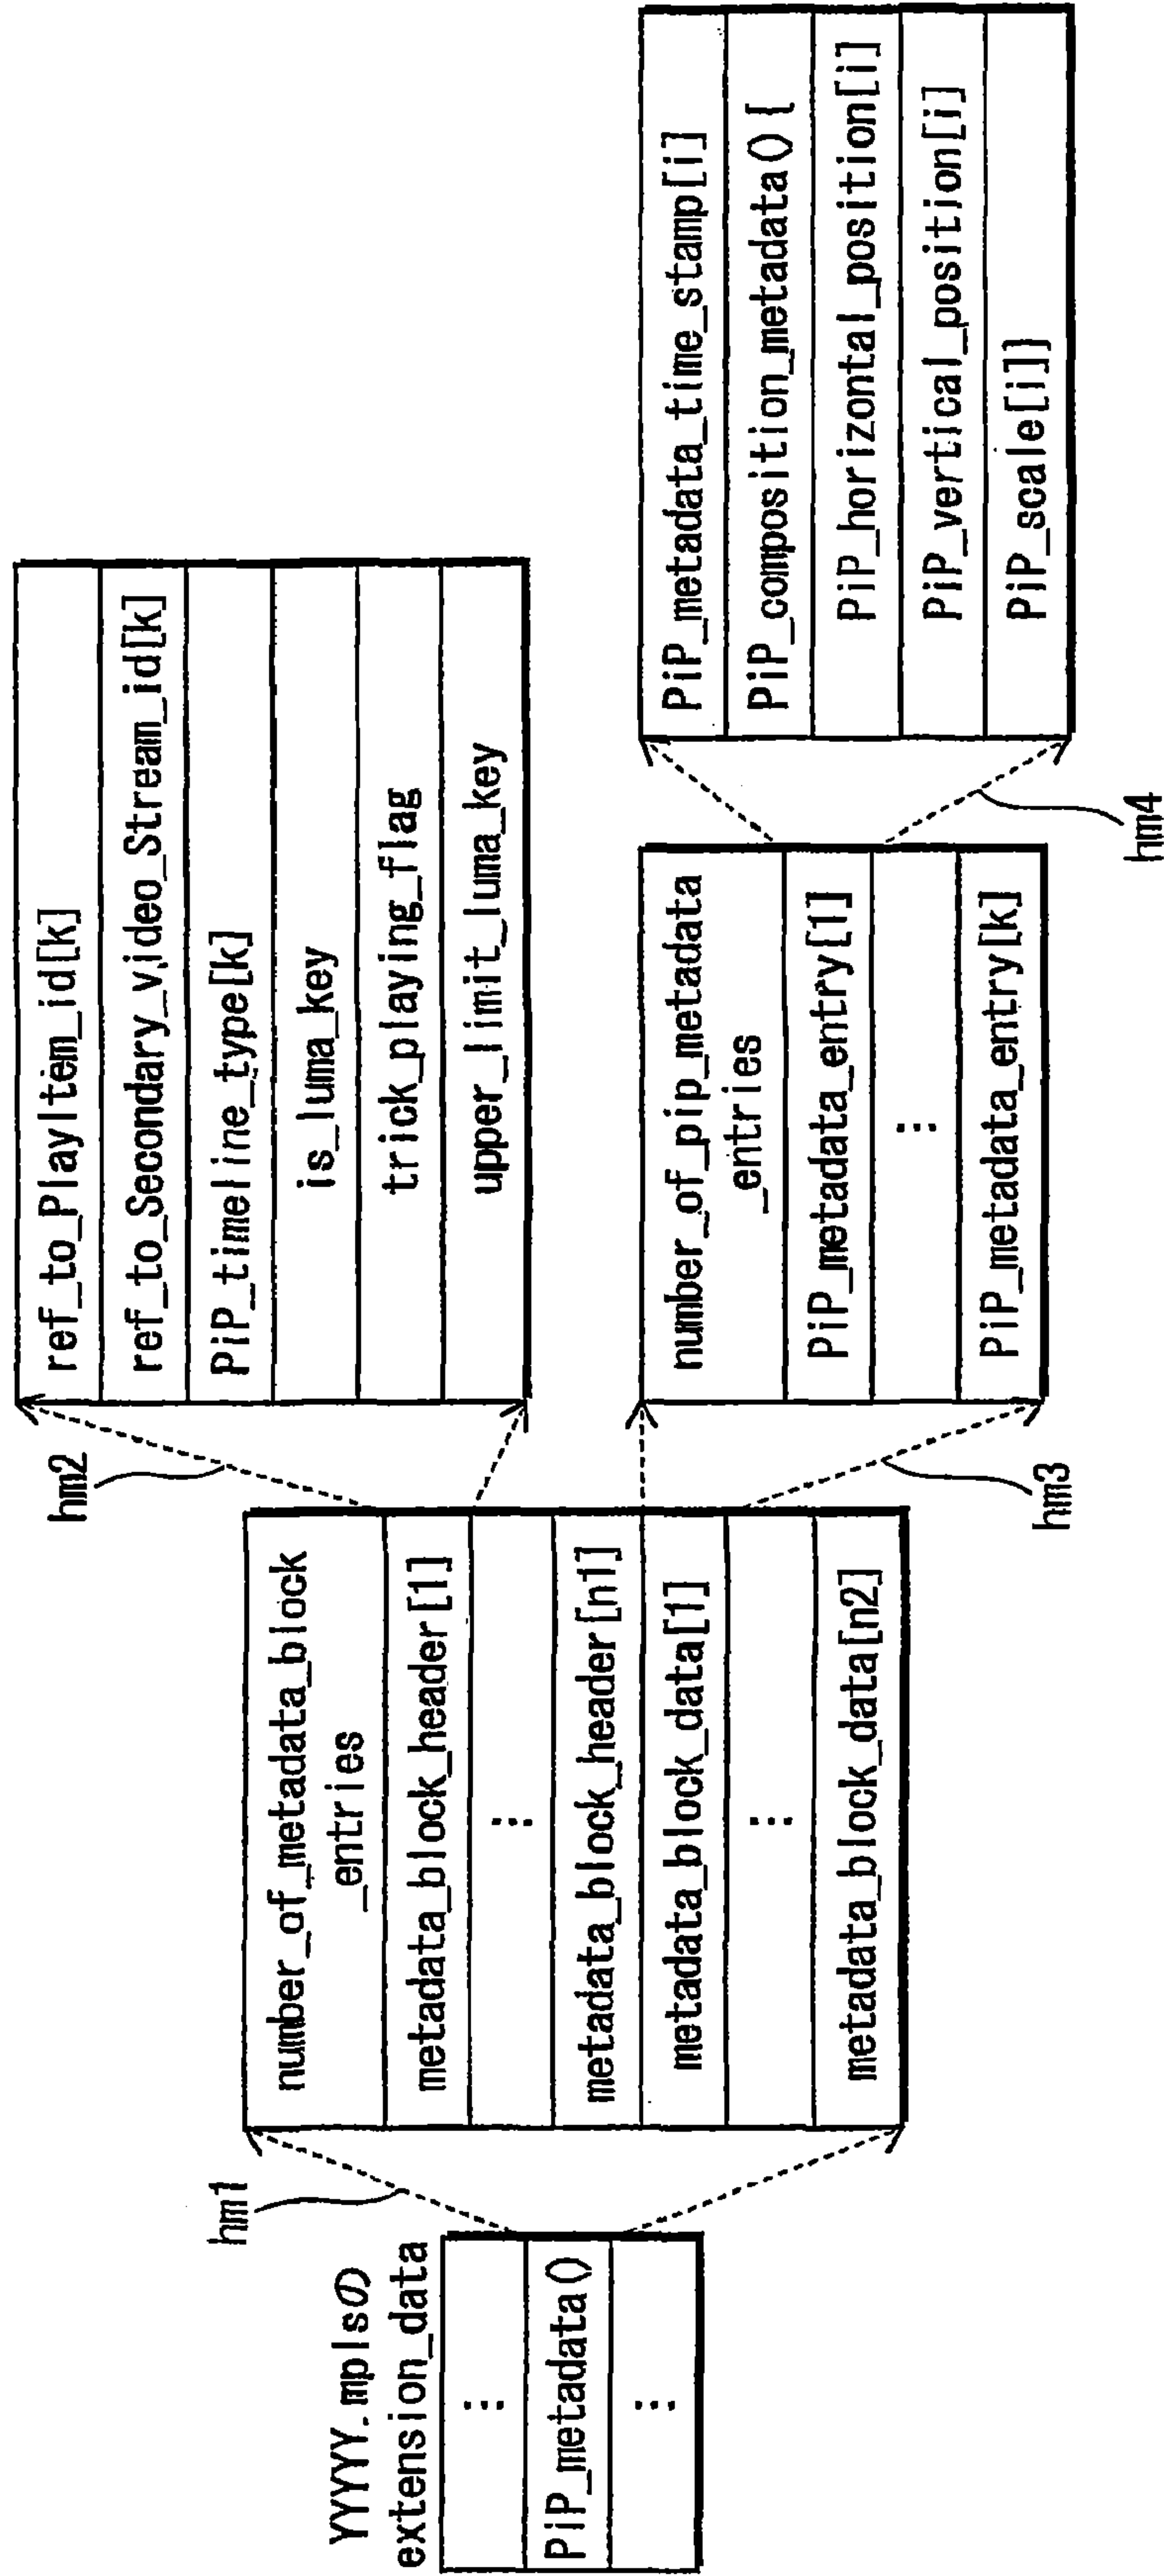 YYYYY.mplsの
extension_data
:
PiP_metadata()
:
hm1
number_of_metadata_block
_entries
metadata_block_header[1]
:
metadata_block_header[n1]
metadata_block_data[1]
:
metadata_block_data[n2]
hm2
ref_to_PlayItem_id[k]
ref_to_Secondary_video_Stream_id[k]
PiP_timeline_type[k]
is_luma_key
trick_playing_flag
upper_limit_luma_key
hm3
number_of_pip_metadata
_entries
PiP_metadata_entry[1]
:
PiP_metadata_entry[k]
hm4
PiP_metadata_time_stamp[i]
PiP_composition_metadata() {
PiP_horizontal_position[i]
PiP_vertical_position[i]
PiP_scale[i]}